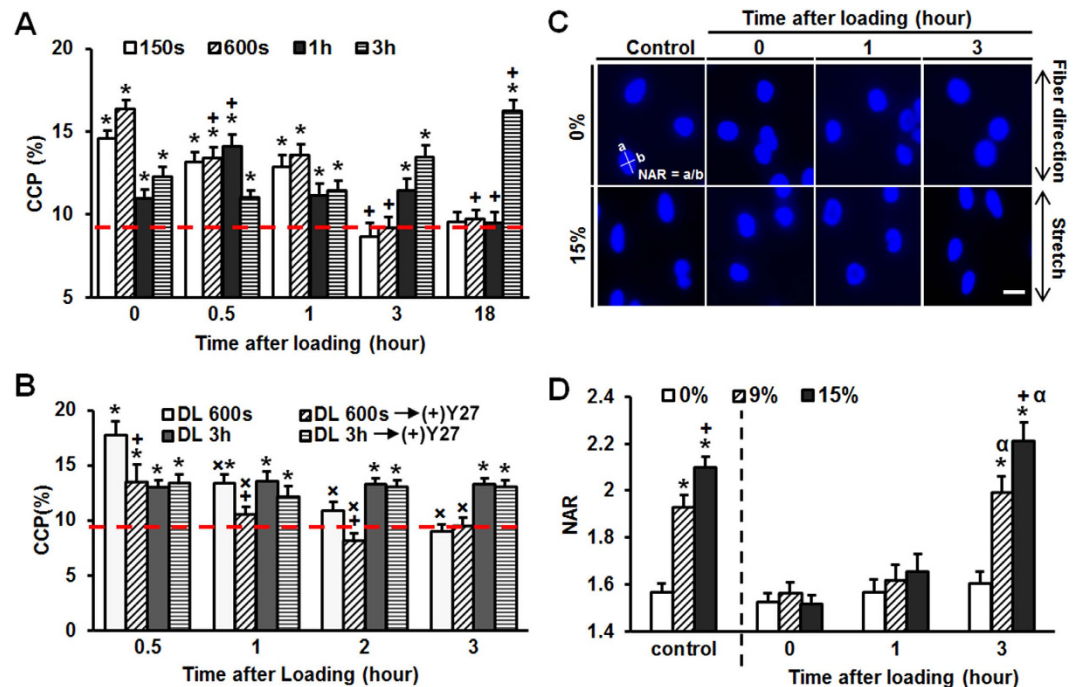 A
20
15
10
5
CCP (%)
150s 600s 1h 3h
* * * *
* + * + * *
* * * *
+ + * *
+ + + *
0 0.5 1 3 18
Time after loading (hour)
B
20
15
10
5
0
CCP(%)
DL 600s DL 600s → (+)Y27
DL 3h DL 3h → (+)Y27
* + * * *
× * × + * *
× × + * *
× × * *
0.5 1 2 3
Time after Loading (hour)
C
Time after loading (hour)
Control 0 1 3
0%
15%
a
b
NAR = a/b
Fiber direction
Stretch
D
2.4
2.2
2
1.8
1.6
1.4
NAR
0% 9% 15%
* + *
α * + α *
control 0 1 3
Time after loading (hour)